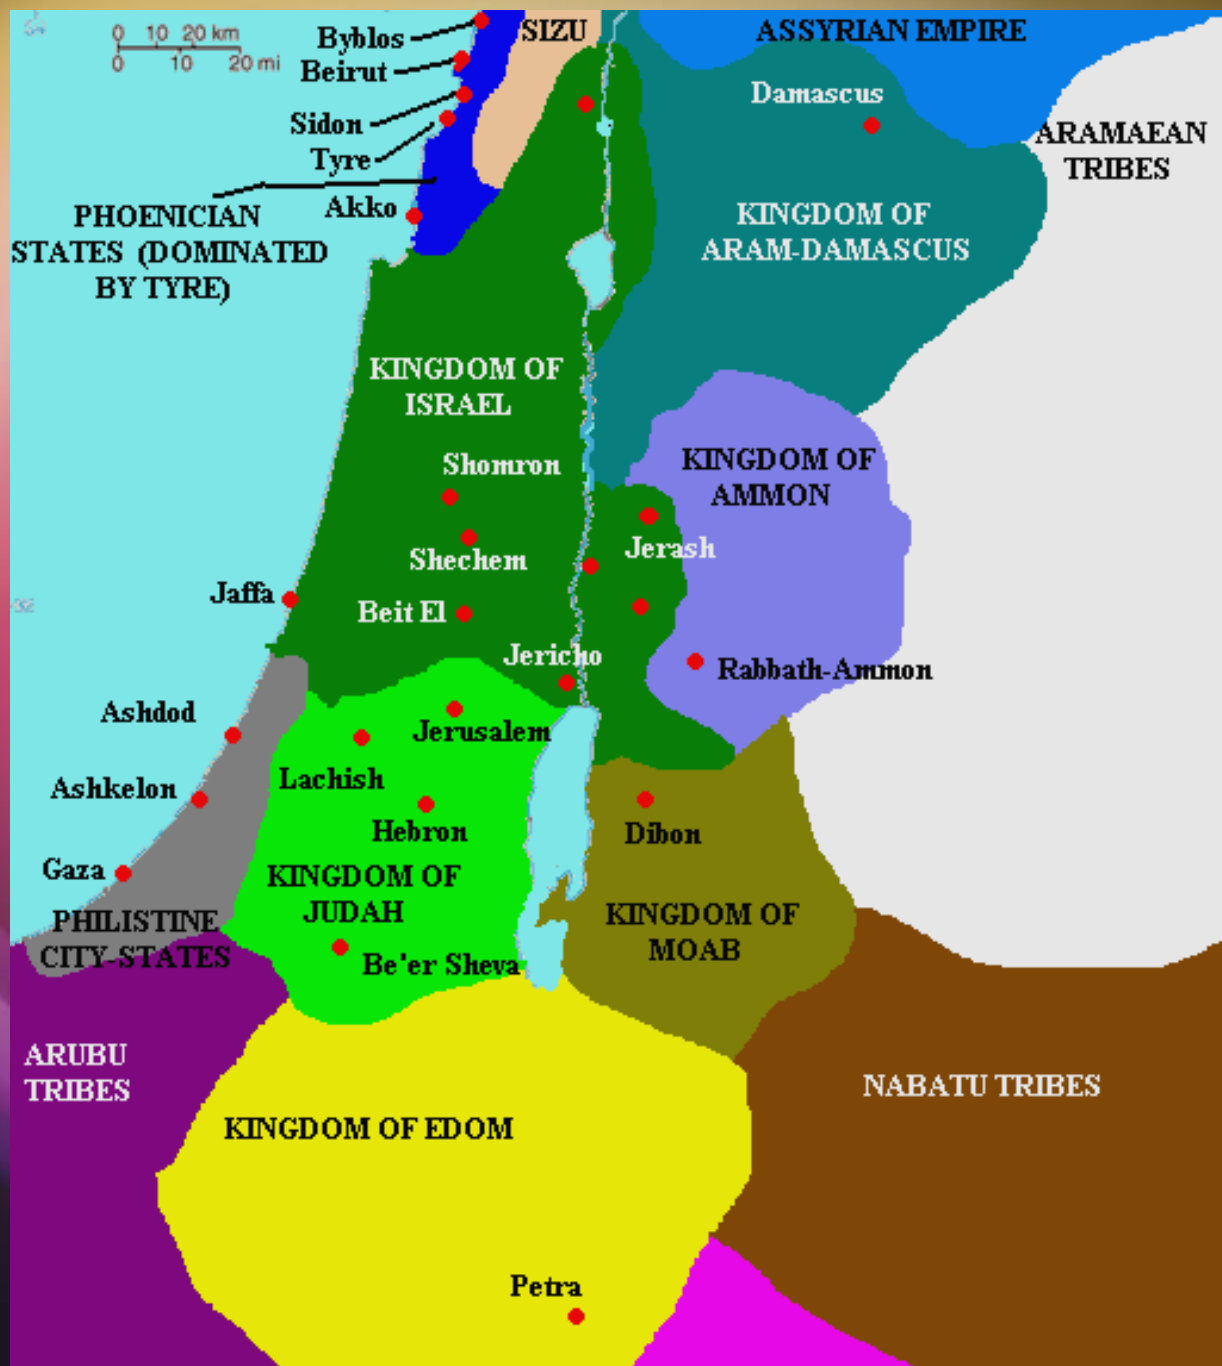 34
0 10 20 km
0 10 20 mi
Byblos
Beirut
Sidon
Tyre
Akko
PHOENICIAN
STATES (DOMINATED
BY TYRE)
SIZU
ASSYRIAN EMPIRE
Damascus
ARAMAEAN
TRIBES
KINGDOM OF
ARAM-DAMASCUS
KINGDOM OF
ISRAEL
Shomron
Shechem
Beit El
Jericho
Jaffa
32
KINGDOM OF
AMMON
Jerash
Rabbath-Ammon
Ashdod
Ashkelon
Gaza
PHILISTINE
CITY-STATES
Jerusalem
Lachish
Hebron
KINGDOM OF
JUDAH
Be'er Sheva
Dibon
KINGDOM OF
MOAB
ARUBU
TRIBES
NABATU TRIBES
KINGDOM OF EDOM
Petra